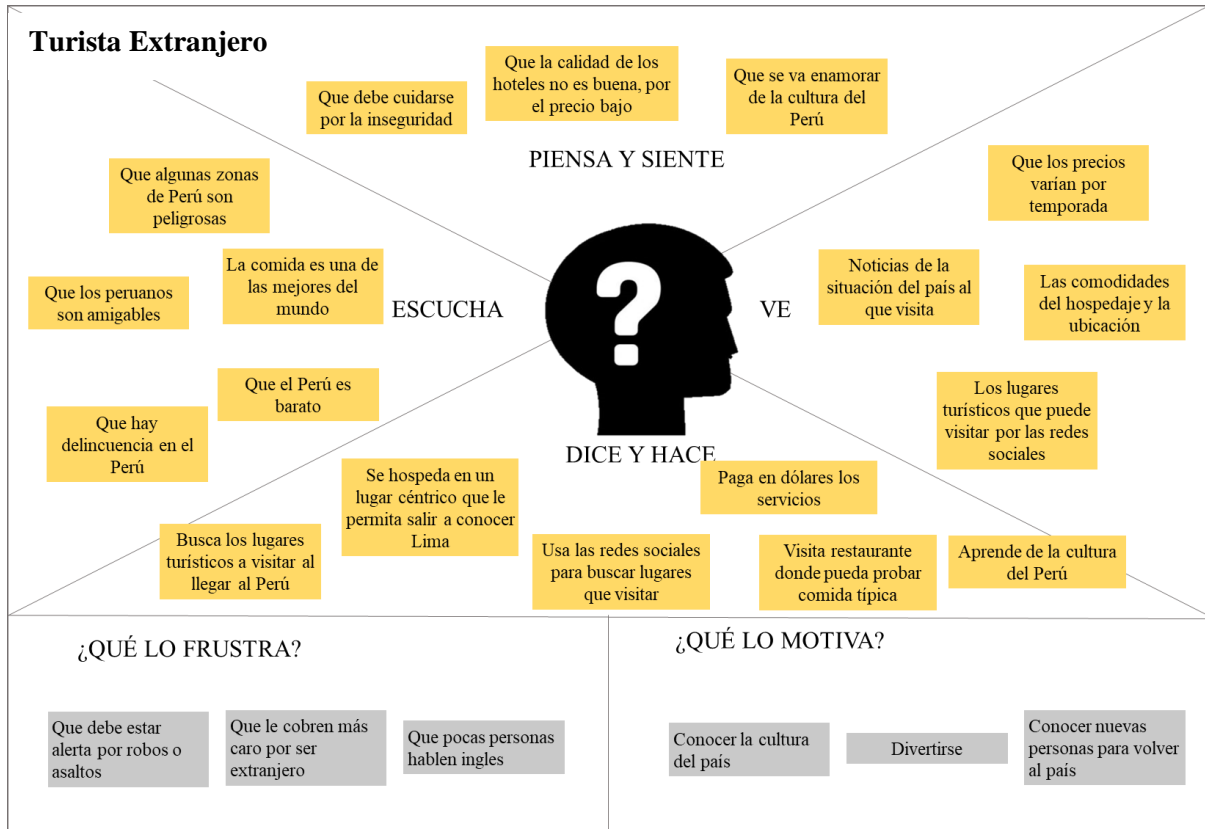 Turista Extranjero
Que debe cuidarse
por la inseguridad
Que la calidad de los
hoteles no es buena, por
el precio bajo
Que se va enamorar
de la cultura del
Perú
PIENSA Y SIENTE
Que algunas zonas
de Perú son
peligrosas
La comida es una de
las mejores del
mundo
Que los peruanos
son amigables
ESCUCHA
Que el Perú es
barato
Que hay
delincuencia en el
Perú
?
Que los precios
varían por
temporada
Noticias de la
situación del país al
que visita
Las comodidades
del hospedaje y la
ubicación
VE
Los lugares
turísticos que puede
visitar por las redes
sociales
DICE Y HACE
Busca los lugares
turísticos a visitar al
llegar al Perú
Se hospeda en un
lugar céntrico que le
permita salir a conocer
Lima
Usa las redes sociales
para buscar lugares
que visitar
Paga en dólares los
servicios
Visita restaurante
donde pueda probar
comida típica
Aprende de la cultura
del Perú
¿QUÉ LO FRUSTRA?
Que debe estar
alerta por robos o
asaltos
Que le cobren más
caro por ser
extranjero
Que pocas personas
hablen ingles
¿QUÉ LO MOTIVA?
Conocer la cultura
del país
Divertirse
Conocer nuevas
personas para volver
al país